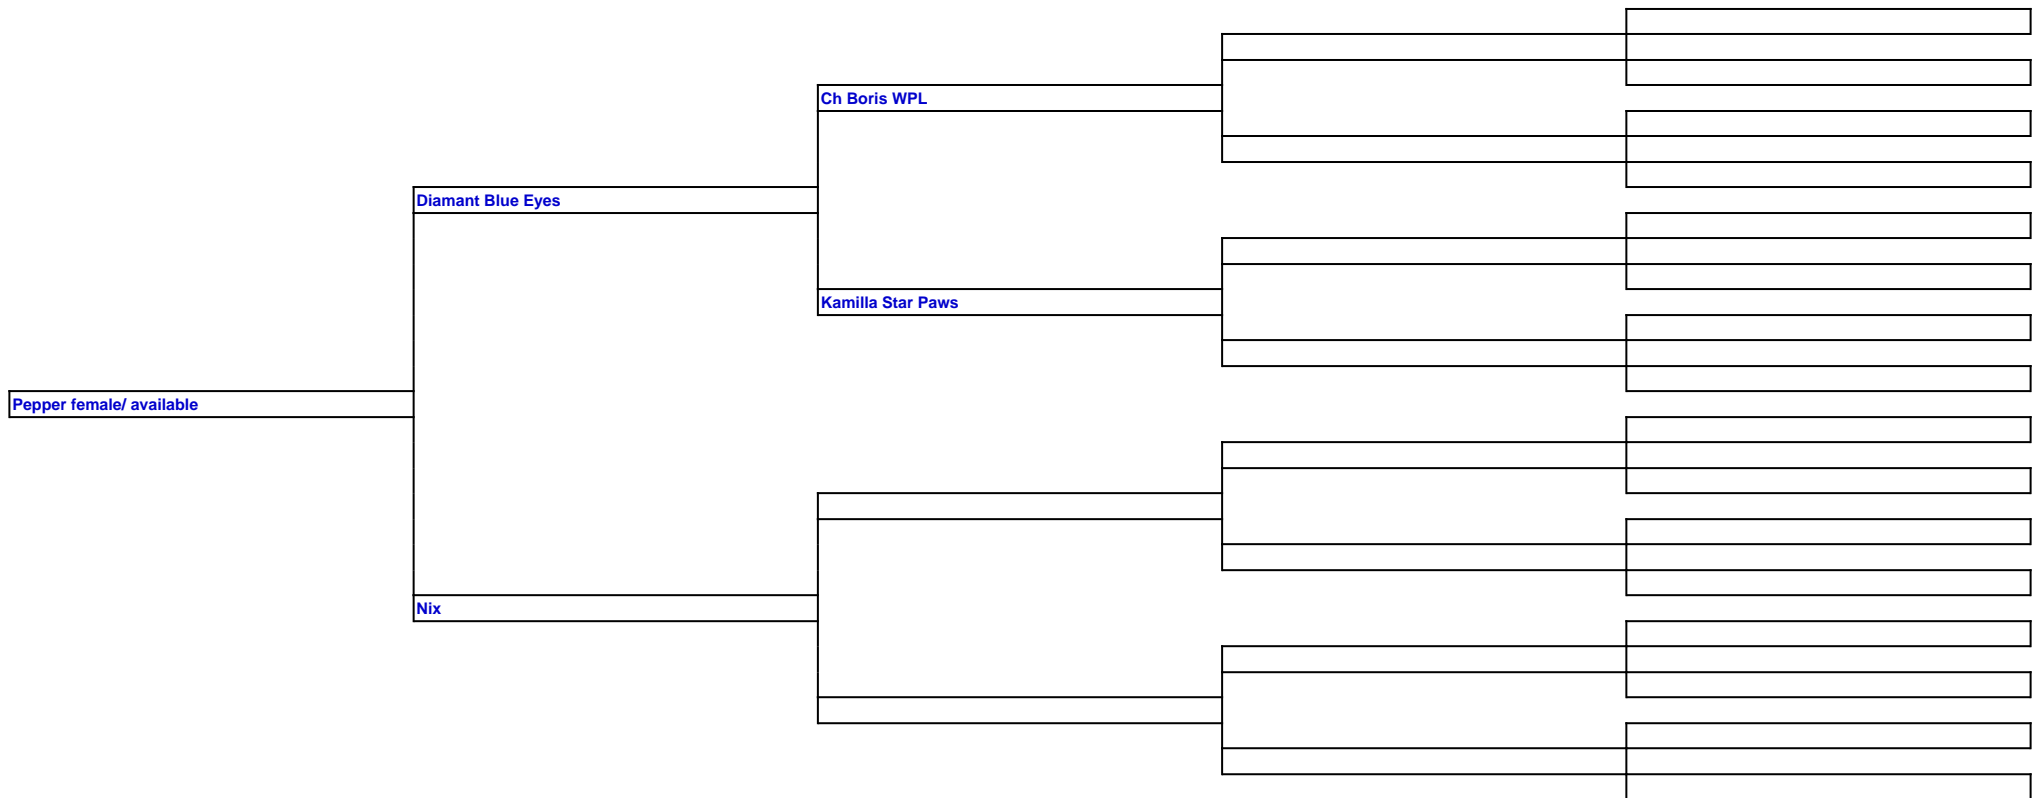 Ch Boris WPL
Diamant Blue Eyes
Kamilla Star Paws
Pepper female/ available
Nix